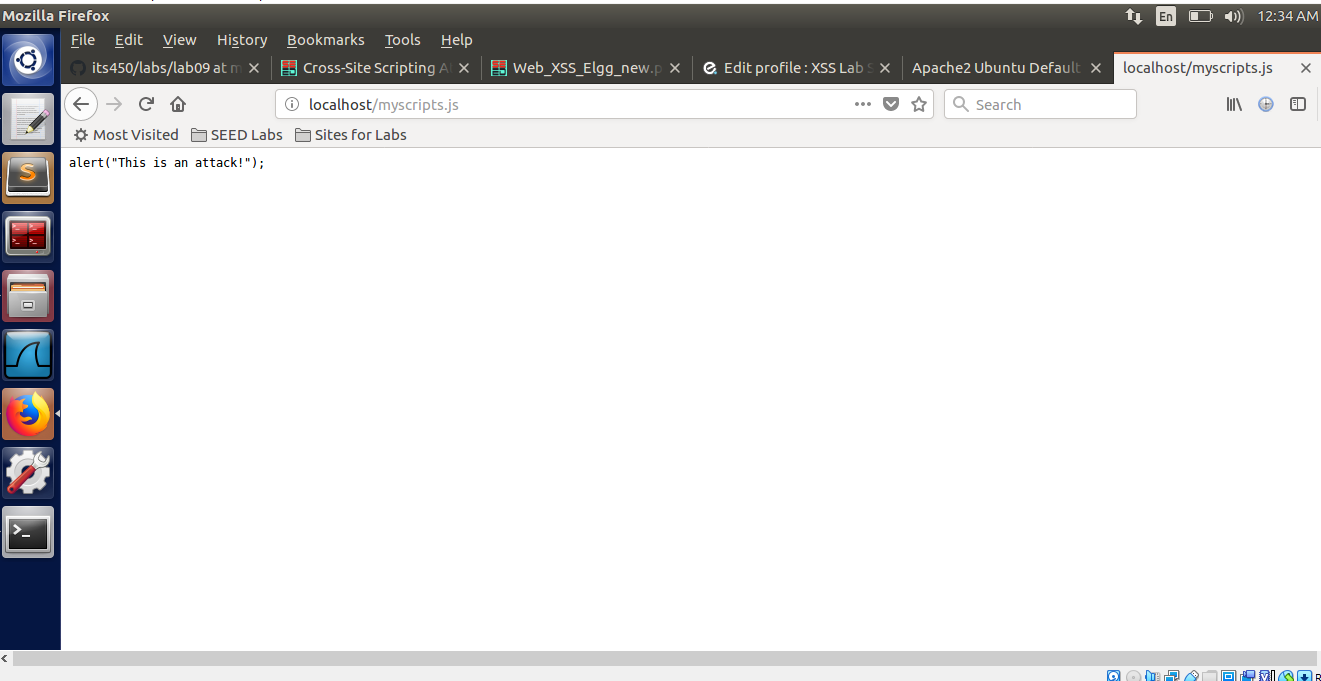 Mozilla Firefox
En
12:34 AM
File Edit View History Bookmarks Tools Help
its450/labs/lab09 at m
Cross-Site Scripting A
Web_XSS_Elgg_new.p
Edit profile : XSS Lab S
Apache2 Ubuntu Default
localhost/myscripts.js
localhost/myscripts.js
Search
Most Visited SEED Labs Sites for Labs
alert("This is an attack!");